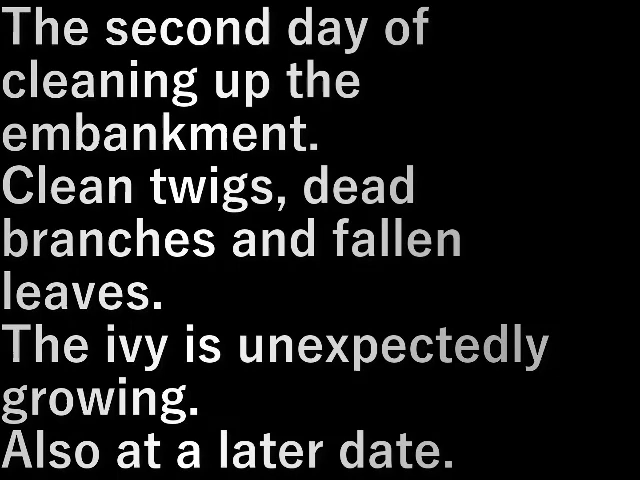 The second day of
cleaning up the
embankment.
Clean twigs, dead
branches and fallen
leaves.
The ivy is unexpectedly
growing.
Also at a later date.